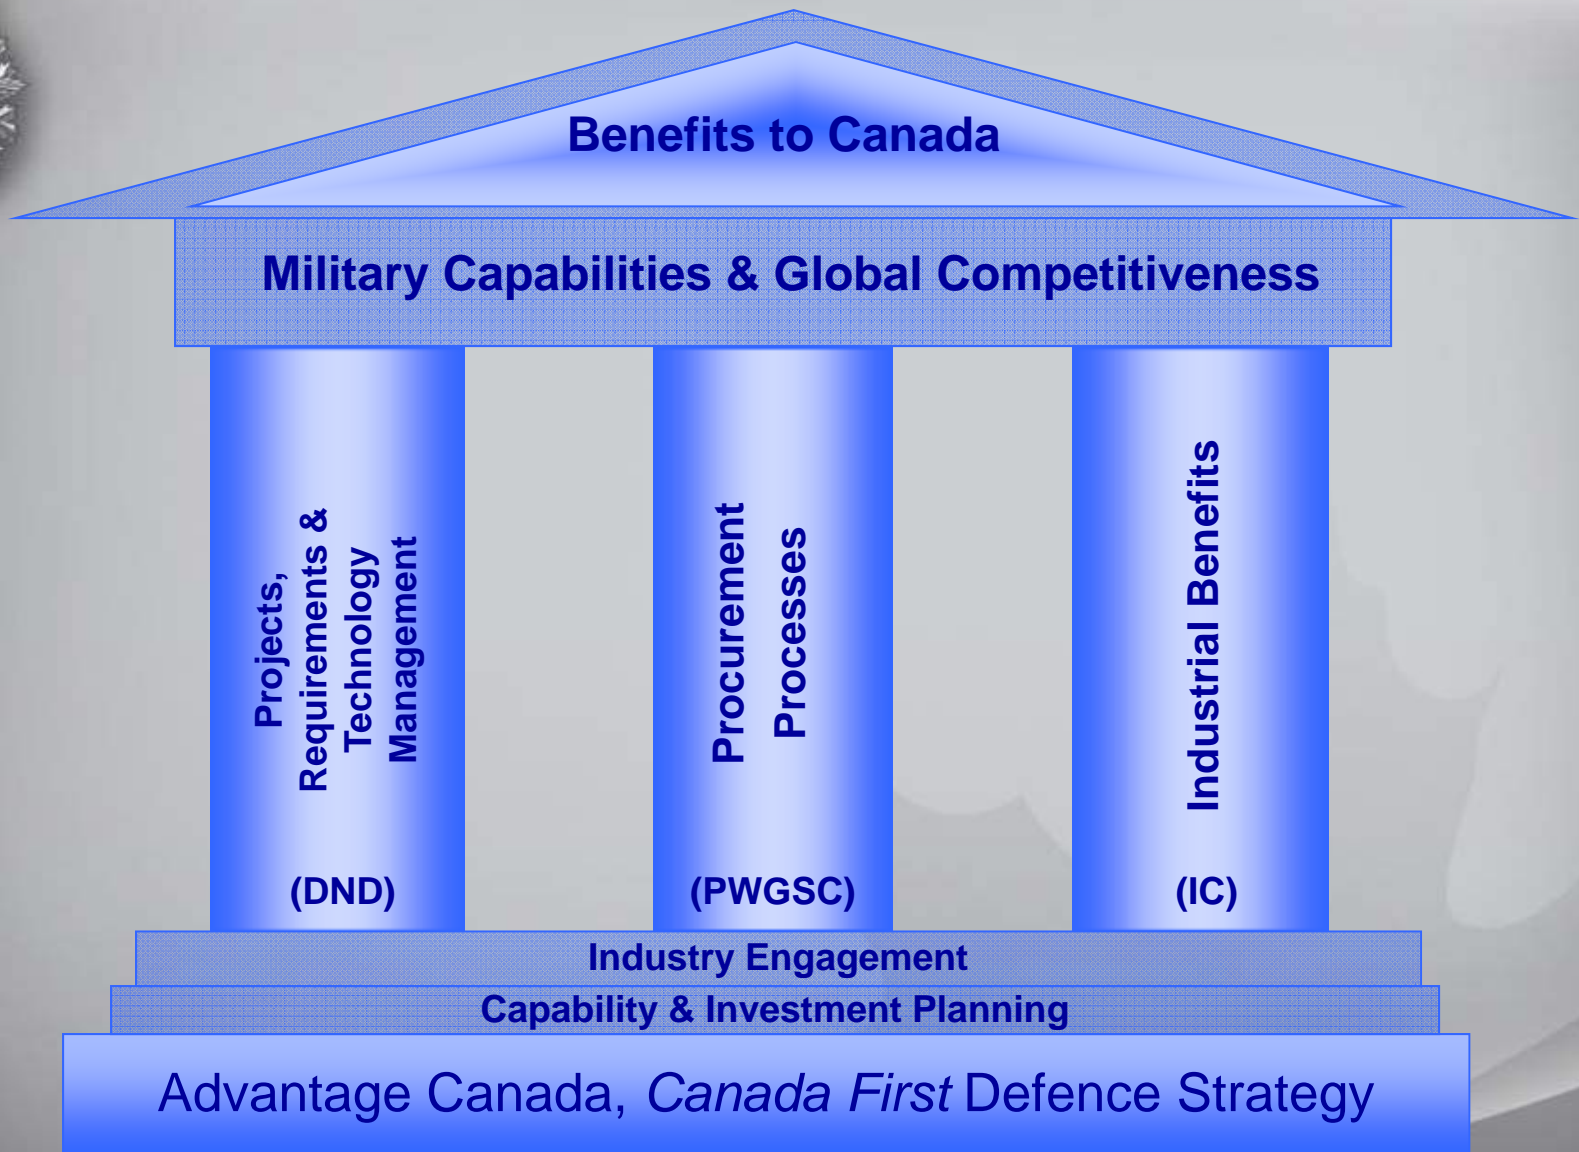 Benefits to Canada
Military Capabilities & Global Competitiveness
Projects,
Requirements &
Technology
Management
(DND)
Procurement
Processes
(PWGSC)
Industrial Benefits
(IC)
Industry Engagement
Capability & Investment Planning
Advantage Canada, Canada First Defence Strategy